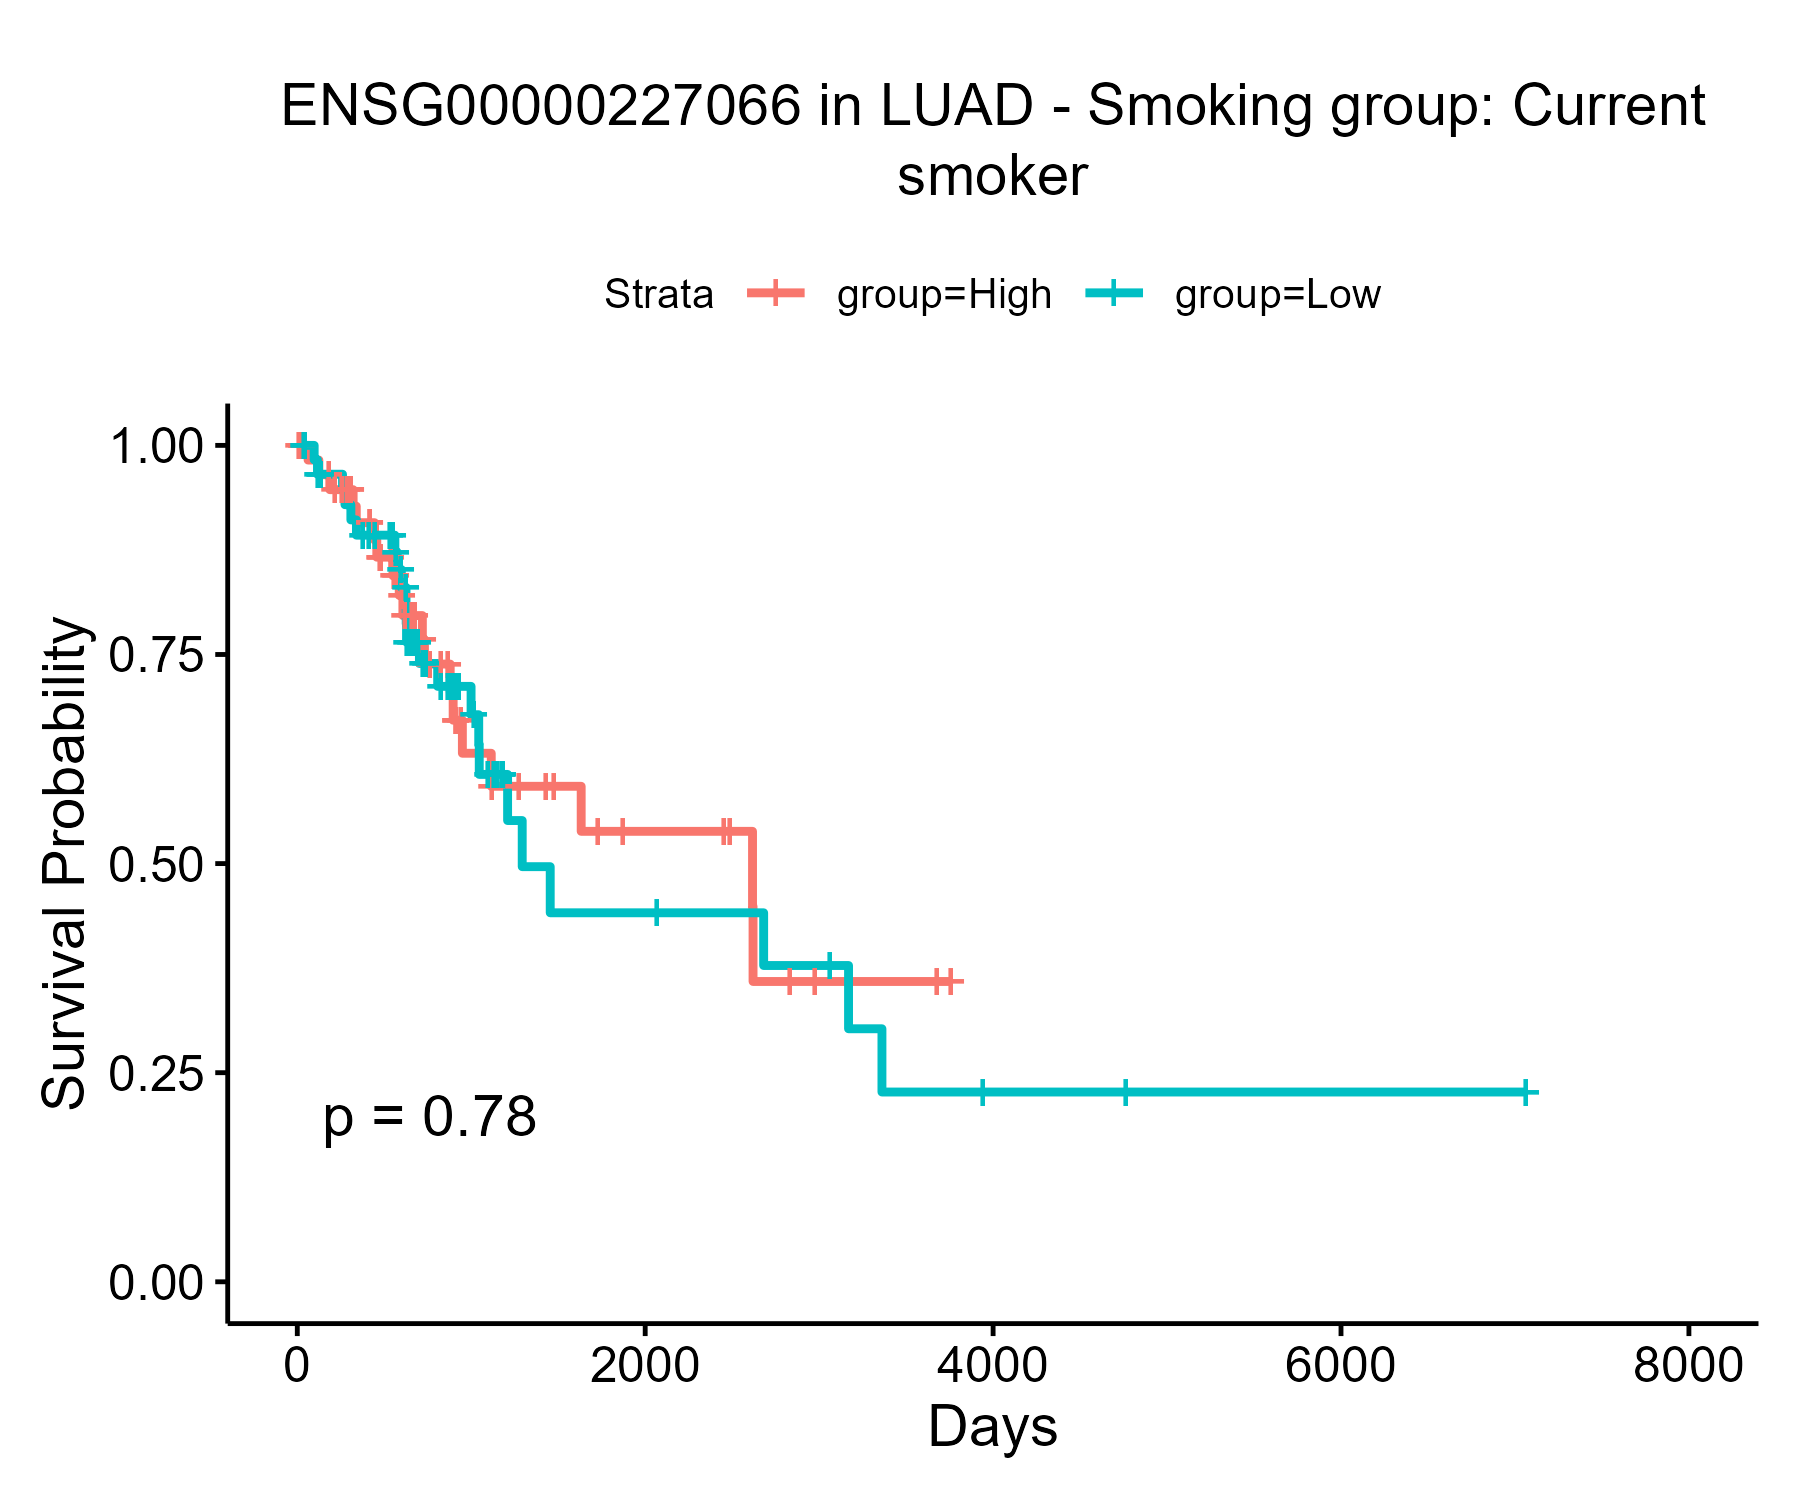 ENSG00000227066 in LUAD - Smoking group: Current
smoker
Strata group=High group=Low
1.00
0.75
0.50
0.25
0.00
Survival Probability
p = 0.78
0 2000 4000 6000 8000
Days